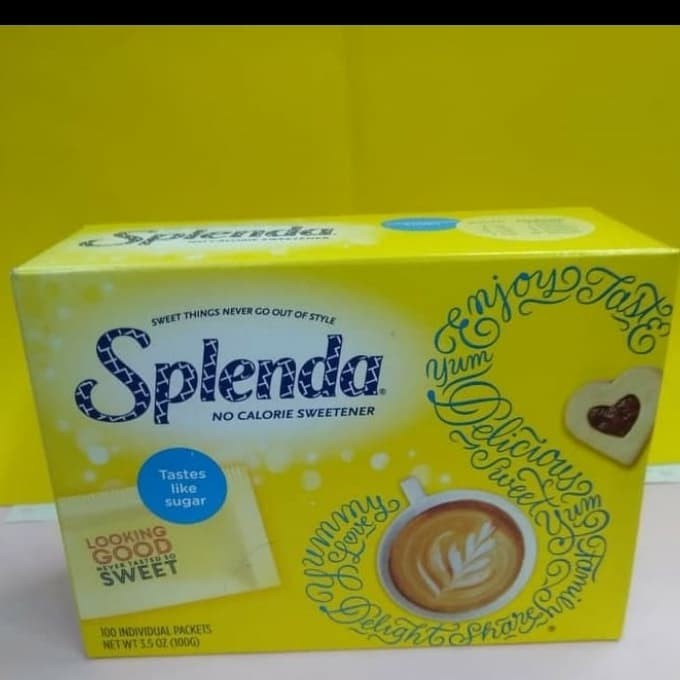 Splenda
SWEET THINGS NEVER GO OUT OF STYLE
Splenda®
NO CALORIE SWEETENER
Tastes
like
sugar
LOOKING
GOOD
NEVER TASTED SO
SWEET
100 INDIVIDUAL PACKETS
NET WT 3.5 OZ (100G)
Enjoy Taste
Yum
Delicious
Sweet
Yum
Family
Yummy
Love
Delight Share